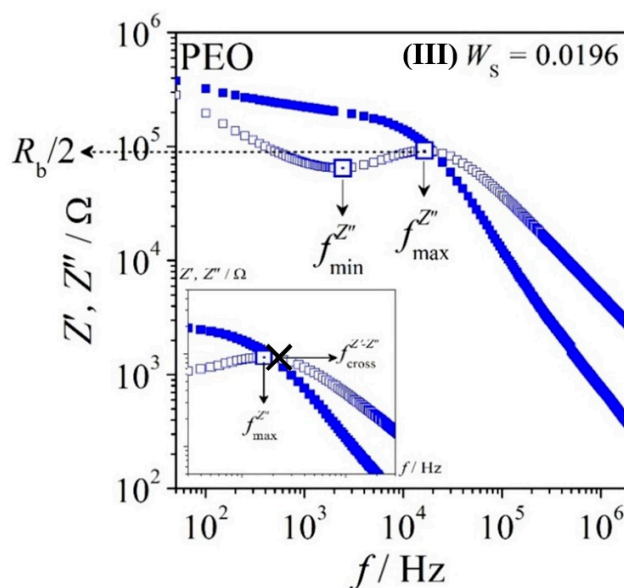 10⁶
PEO
(III) W_S = 0.0196
10⁵
R_b/2
f_min^Z″
f_max^Z″
10⁴
10³
10²
Z′, Z″ / Ω
Z′, Z″ / Ω
f_cross^Z′-Z″
f_max^Z″
f / Hz
10² 10³ 10⁴ 10⁵ 10⁶
f / Hz